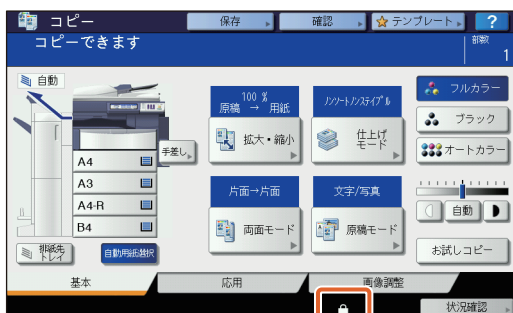 コピー
保存
確認
テンプレート
?
コピーできます
部数
1
自動
100 %
原稿 → 用紙
ノンソート/ノンステイプル
フルカラー
拡大・縮小
仕上げ
モード
ブラック
手差し
オートカラー
A4
A3
A4-R
B4
片面→片面
文字/写真
両面モード
原稿モード
自動
排紙先
トレイ
自動用紙選択
お試しコピー
基本
応用
画像調整
状況確認